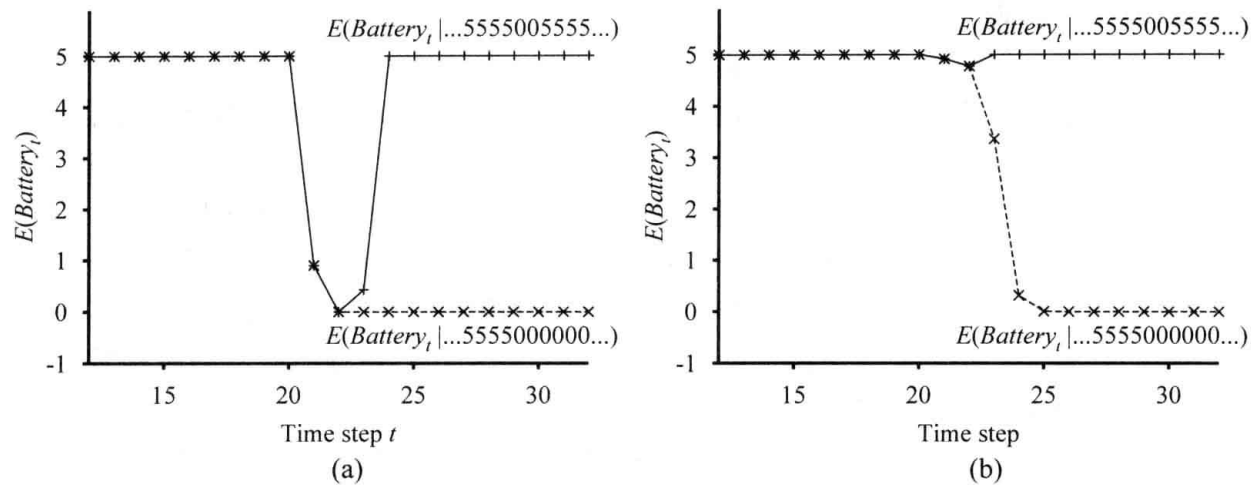 E(Battery_t |...5555005555...)
5
4
3
2
1
0
-1
E(Battery_t)
E(Battery_t |...5555000000...)
15 20 25 30
Time step t
(a)
E(Battery_t |...5555005555...)
5
4
3
2
1
0
-1
E(Battery_t)
E(Battery_t |...5555000000...)
15 20 25 30
Time step
(b)